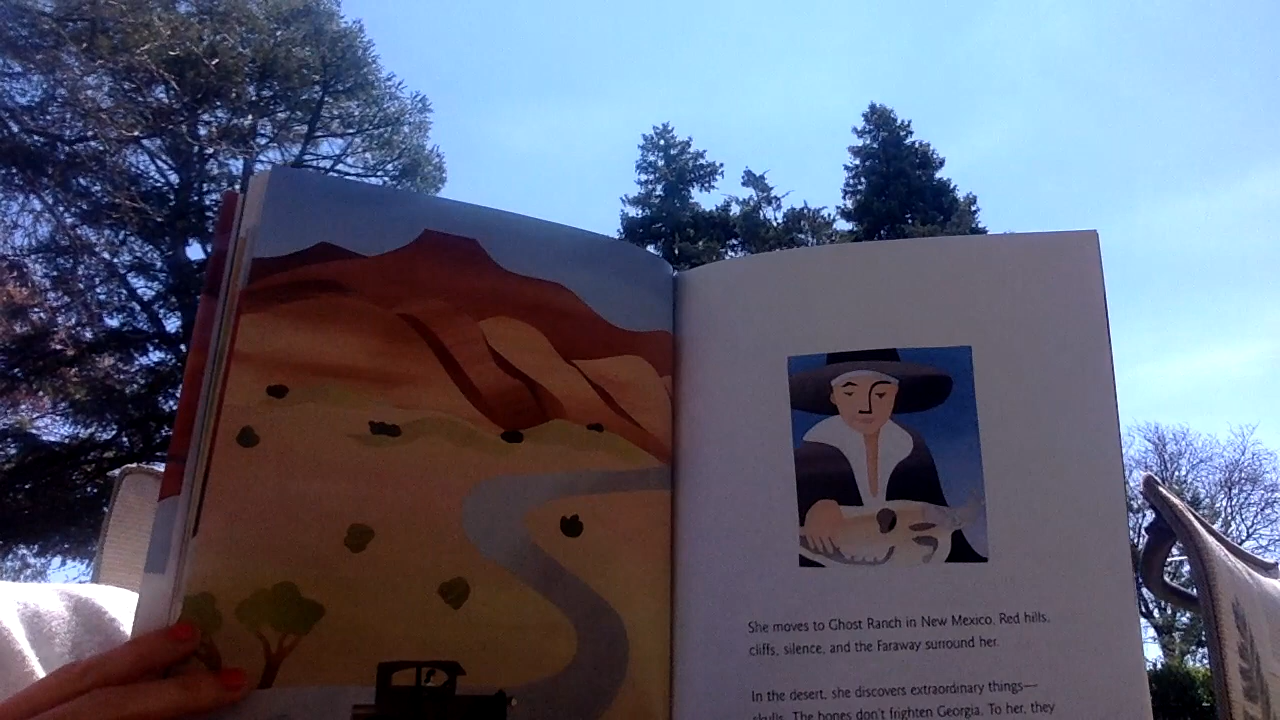 She moves to Ghost Ranch in New Mexico. Red hills,
cliffs, silence, and the Faraway surround her.
In the desert, she discovers extraordinary things—
skulls. The bones don't frighten Georgia. To her, they